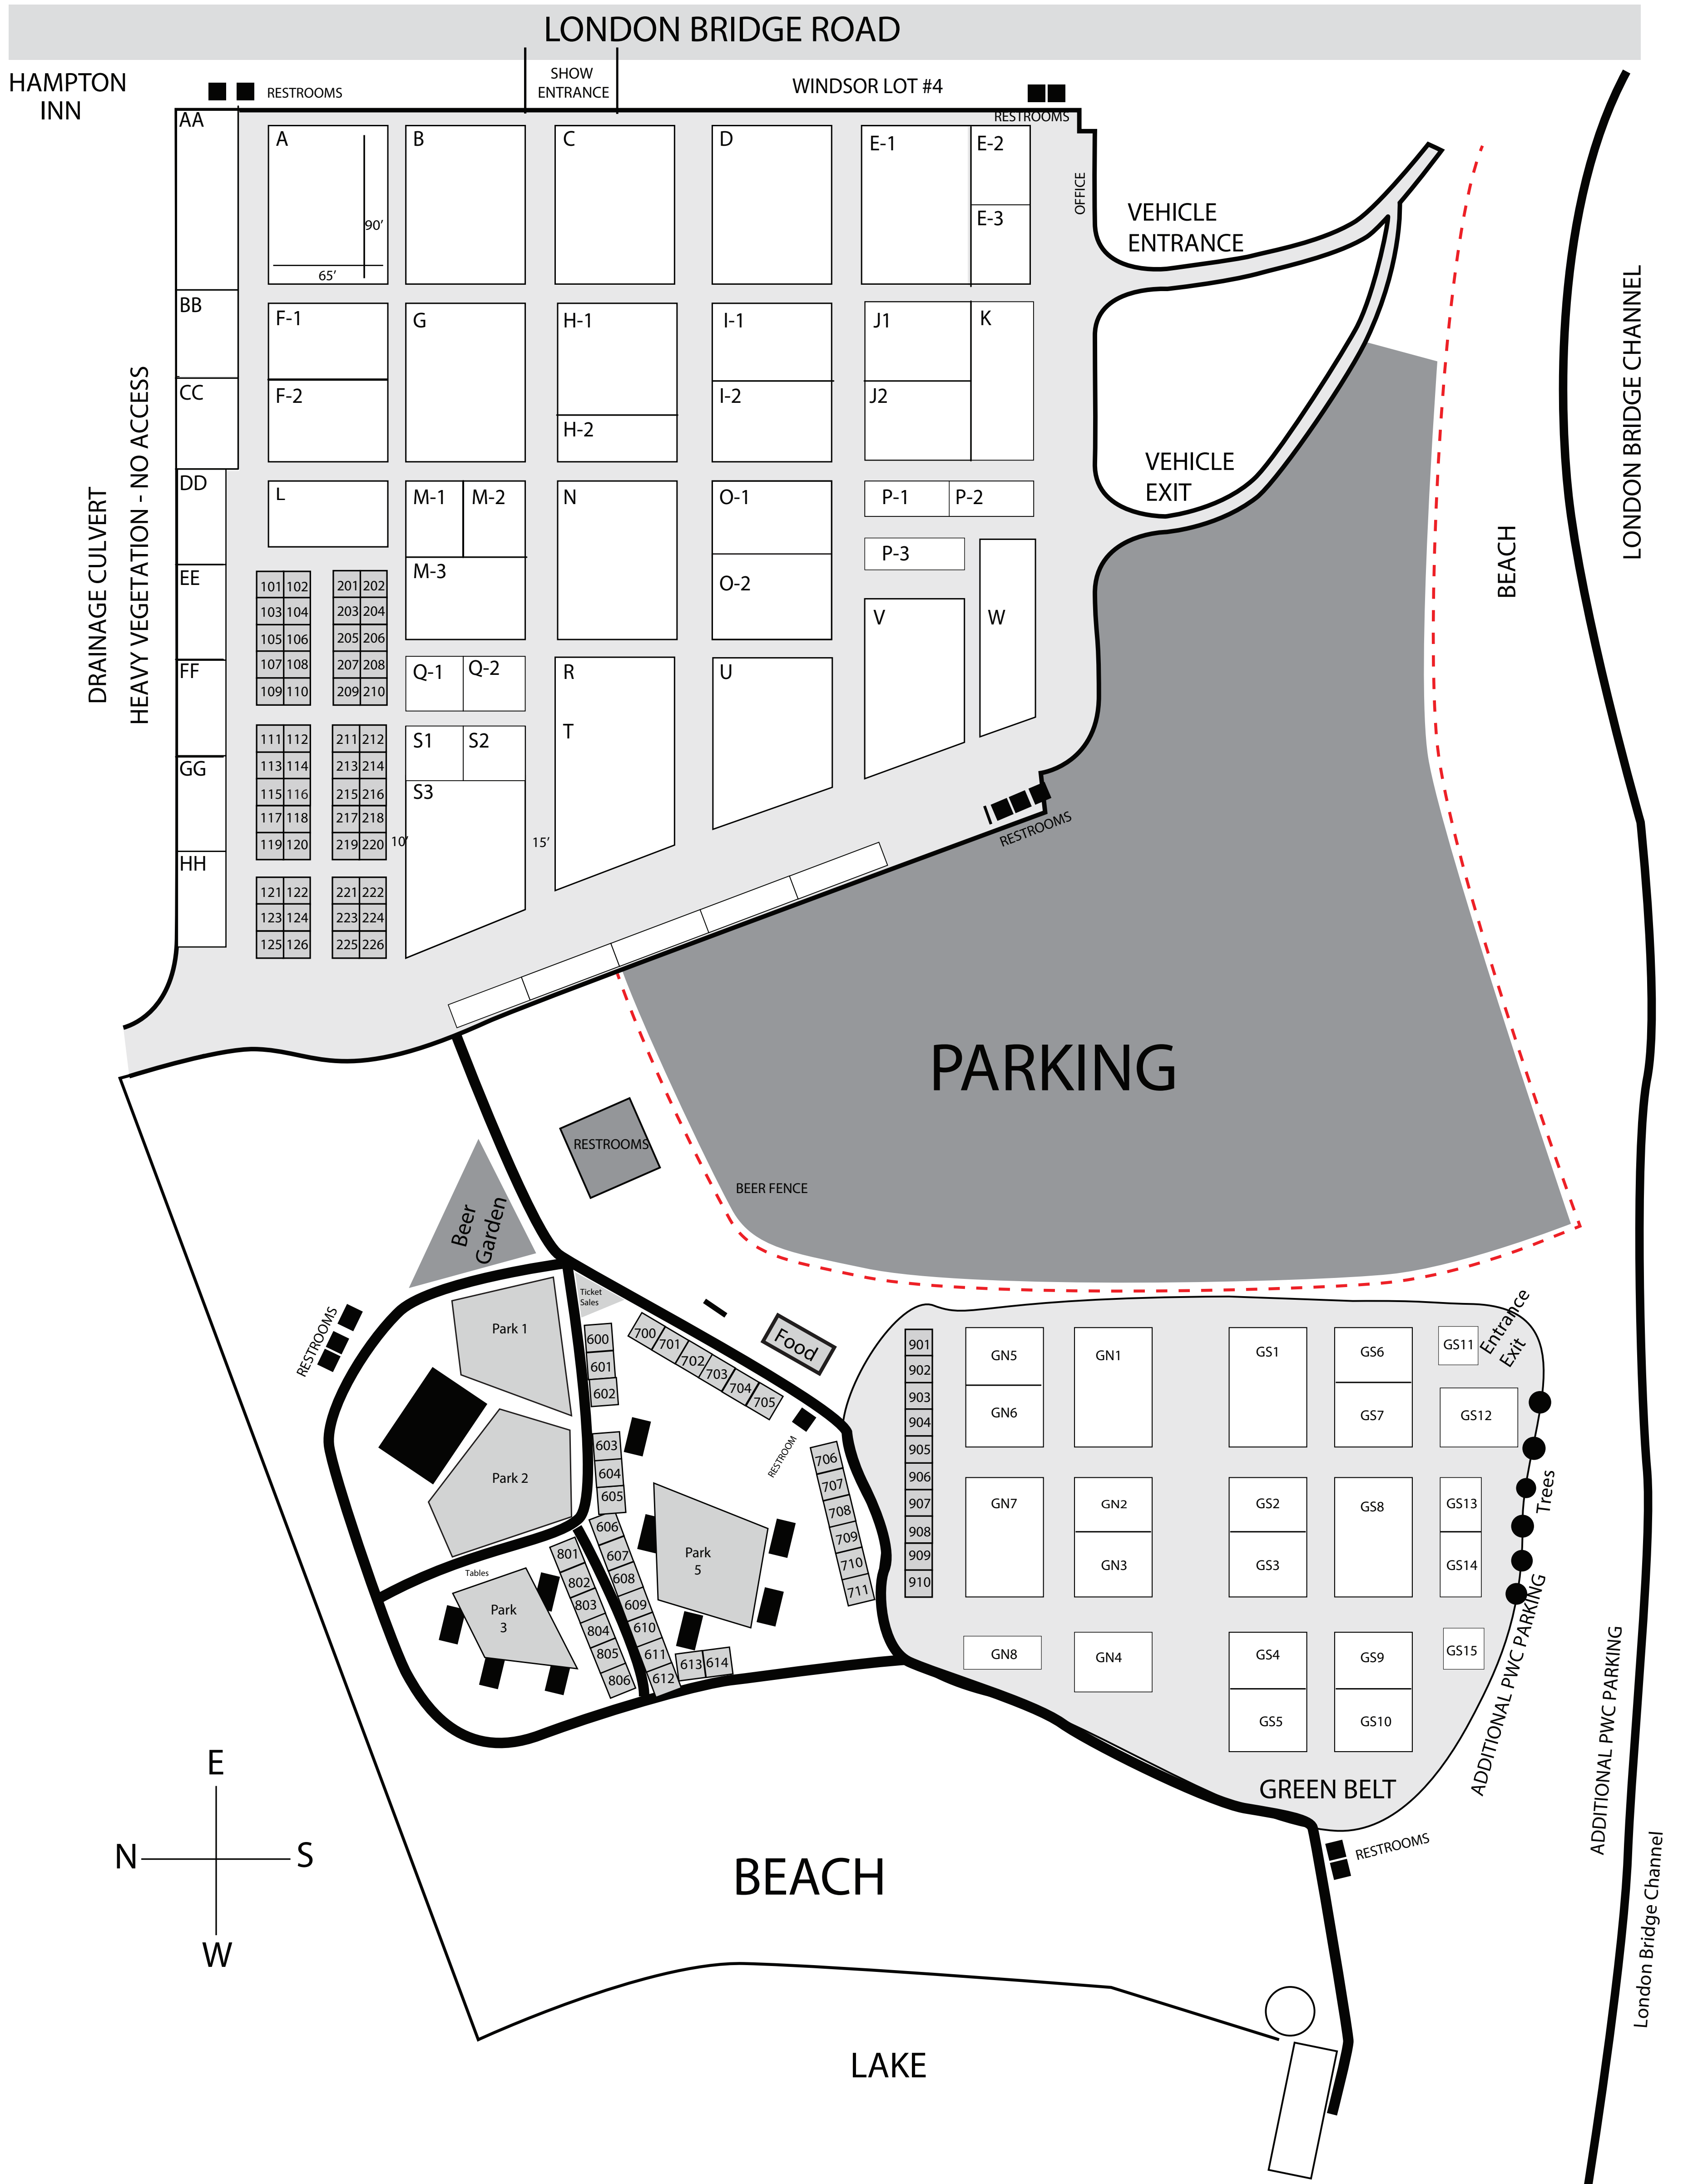 LONDON BRIDGE ROAD
HAMPTON
INN
RESTROOMS
SHOW
ENTRANCE
WINDSOR LOT #4
RESTROOMS
AA
A
90'
65'
B
C
D
E-1
E-2
E-3
OFFICE
VEHICLE
ENTRANCE
BB
F-1
G
H-1
I-1
J1
K
CC
F-2
H-2
I-2
J2
VEHICLE
EXIT
DRAINAGE CULVERT
HEAVY VEGETATION - NO ACCESS
BEACH
LONDON BRIDGE CHANNEL
DD
L
M-1
M-2
N
O-1
P-1
P-2
P-3
EE
M-3
O-2
V
W
101 102
103 104
105 106
107 108
109 110
201 202
203 204
205 206
207 208
209 210
FF
Q-1
Q-2
R
T
U
111 112
113 114
115 116
117 118
119 120
211 212
213 214
215 216
217 218
219 220
S1
S2
GG
S3
10'
15'
RESTROOMS
HH
121 122
123 124
125 126
221 222
223 224
225 226
PARKING
RESTROOMS
BEER FENCE
Beer
Garden
Ticket
Sales
RESTROOMS
Park 1
600
601
602
700
701
702
703
704
705
Food
RESTROOM
Park 2
603
604
605
606
607
608
609
610
611
612
613
614
Park
5
706
707
708
709
710
711
Tables
Park
3
801
802
803
804
805
806
901
902
903
904
905
906
907
908
909
910
GN5
GN6
GN1
GS1
GS6
GS7
GS11
Entrance
Exit
GS12
GN7
GN2
GN3
GS2
GS3
GS8
GS13
GS14
Trees
GN8
GN4
GS4
GS5
GS9
GS10
GS15
ADDITIONAL PWC PARKING
ADDITIONAL PWC PARKING
GREEN BELT
RESTROOMS
London Bridge Channel
E
N
S
W
BEACH
LAKE